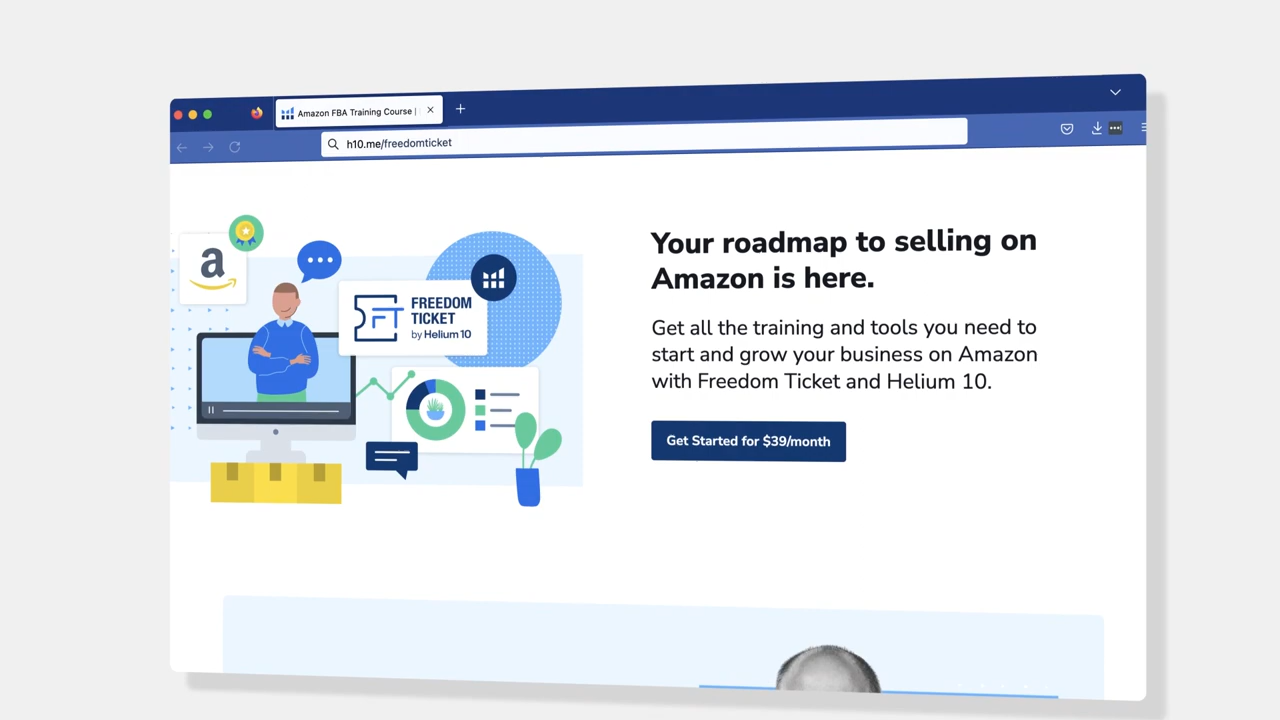 Amazon FBA Training Course |
h10.me/freedomticket
a
FREEDOM
TICKET
by Helium 10
FT
Your roadmap to selling on
Amazon is here.
Get all the training and tools you need to
start and grow your business on Amazon
with Freedom Ticket and Helium 10.
Get Started for $39/month